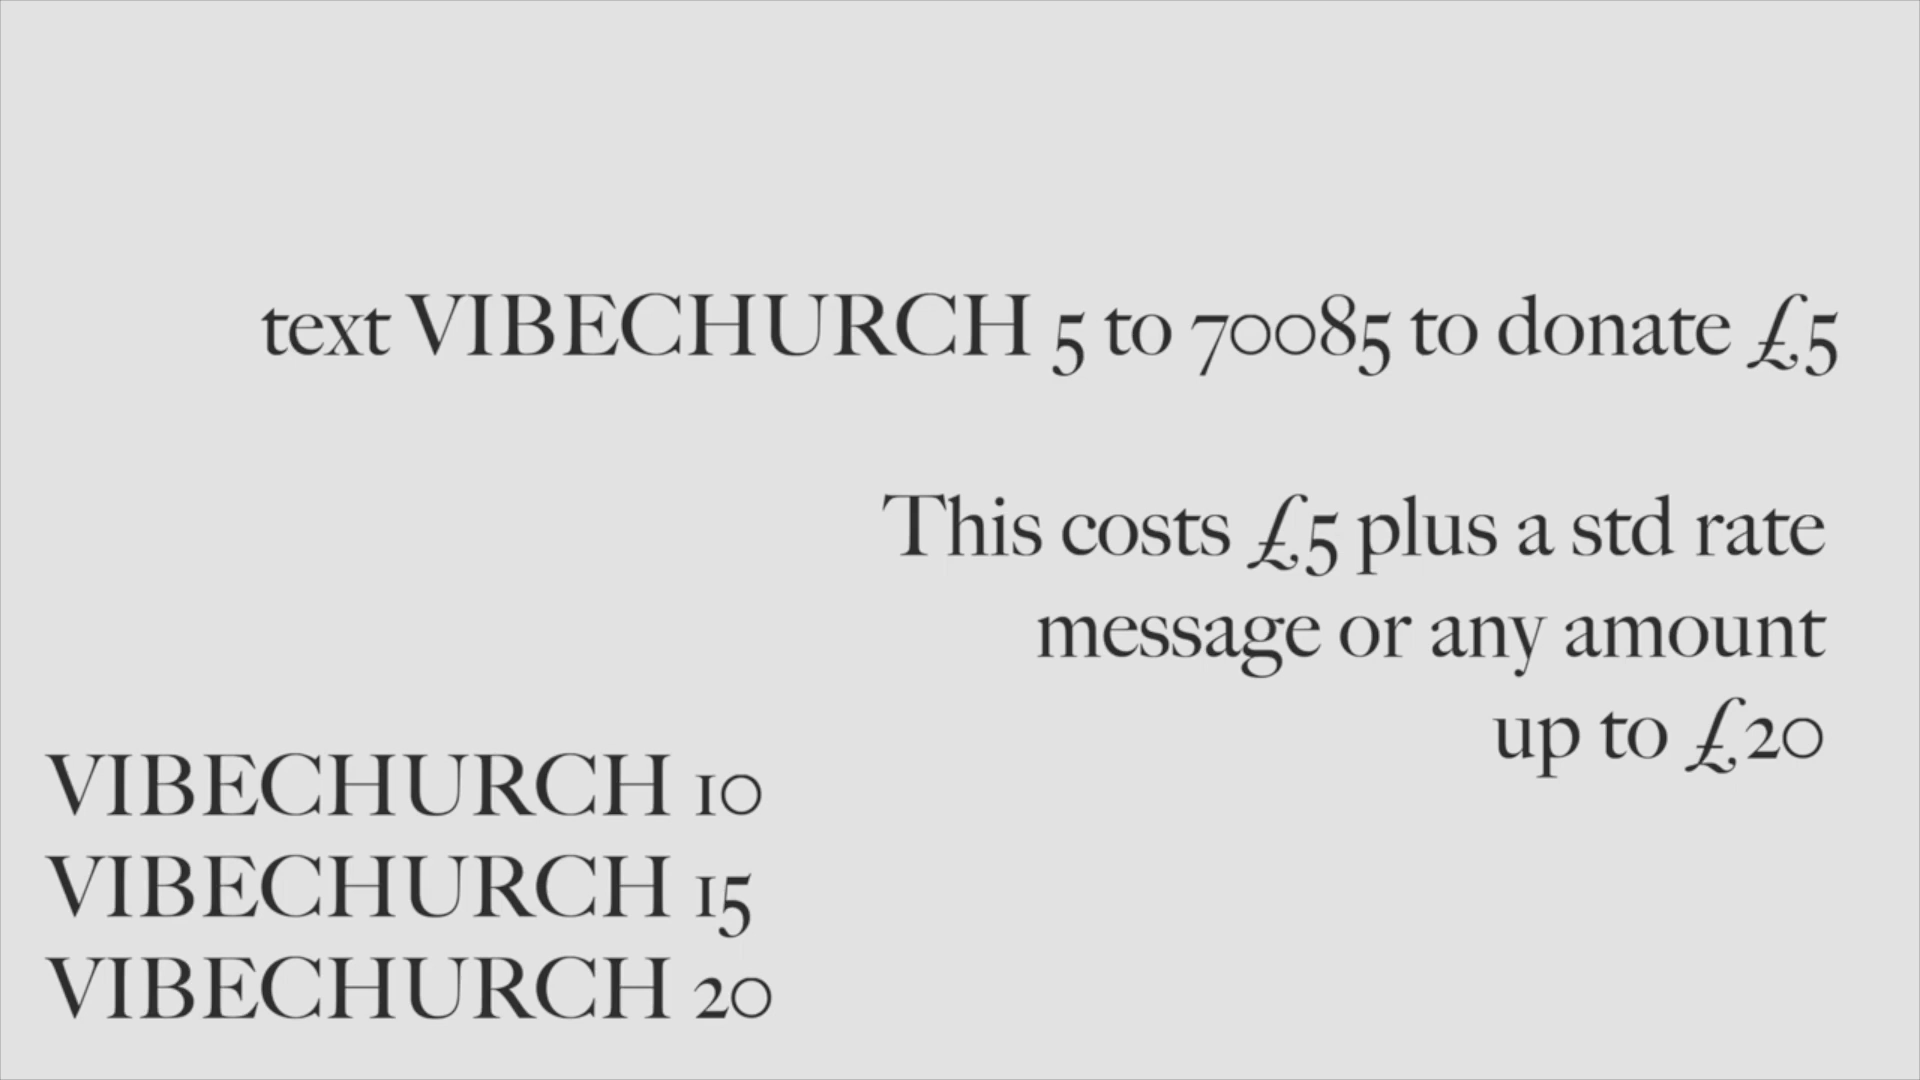 text VIBECHURCH 5 to 70085 to donate £5
This costs £5 plus a std rate
message or any amount
up to £20
VIBECHURCH 10
VIBECHURCH 15
VIBECHURCH 20